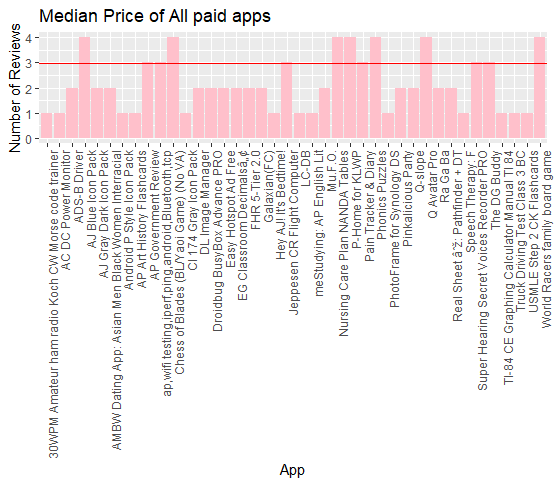 Median Price of All paid apps
Number of Reviews
4
3
2
1
0
30WPM Amateur ham radio Koch CW Morse code trainer
AC DC Power Monitor
ADS-B Driver
AJ Blue Icon Pack
AJ Gray Dark Icon Pack
AMBW Dating App: Asian Men Black Women Interracial
Android P Style Icon Pack
AP Art History Flashcards
AP Government Review
ap,wifi testing,iperf,ping,android,Bluetooth,tcp
Chess of Blades (BL/Yaoi Game) (No VA)
CI 174 Gray Icon Pack
DL Image Manager
Droidbug BusyBox Advance PRO
Easy Hotspot Ad Free
EG Classroom Decimalsâ„¢
FHR 5-Tier 2.0
Galaxian(FC)
Hey AJ! It's Bedtime!
Jeppesen CR Flight Computer
LC-DB
meStudying: AP English Lit
Mu.F.O.
Nursing Care Plan NANDA Tables
P-Home for KLWP
Pain Tracker & Diary
Phonics Puzzles
PhotoFrame for Synology DS
Pinkalicious Party
Q-slope
Q Avatar Pro
Ra Ga Ba
Real Sheet âˆž: Pathfinder + DT
Speech Therapy: F
Super Hearing Secret Voices Recorder PRO
The DG Buddy
TI-84 CE Graphing Calculator Manual TI 84
Truck Driving Test Class 3 BC
USMLE Step 2 CK Flashcards
World Racers family board game
App